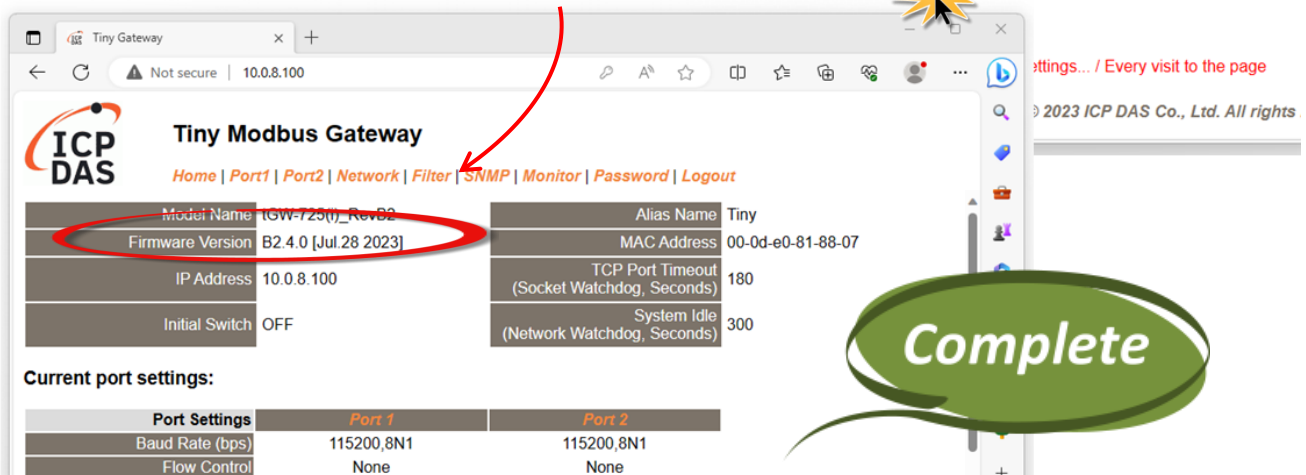 Tiny Gateway
Not secure | 10.0.8.100
ettings... / Every visit to the page
2023 ICP DAS Co., Ltd. All rights
ICP
DAS
Tiny Modbus Gateway
Home | Port1 | Port2 | Network | Filter | SNMP | Monitor | Password | Logout
Model Name tGW-725(i)_RevB2 Alias Name Tiny
Firmware Version B2.4.0 [Jul.28 2023] MAC Address 00-0d-e0-81-88-07
IP Address 10.0.8.100 TCP Port Timeout
(Socket Watchdog, Seconds) 180
Initial Switch OFF System Idle
(Network Watchdog, Seconds) 300
Complete
Current port settings:
Port Settings Port 1 Port 2
Baud Rate (bps) 115200,8N1 115200,8N1
Flow Control None None